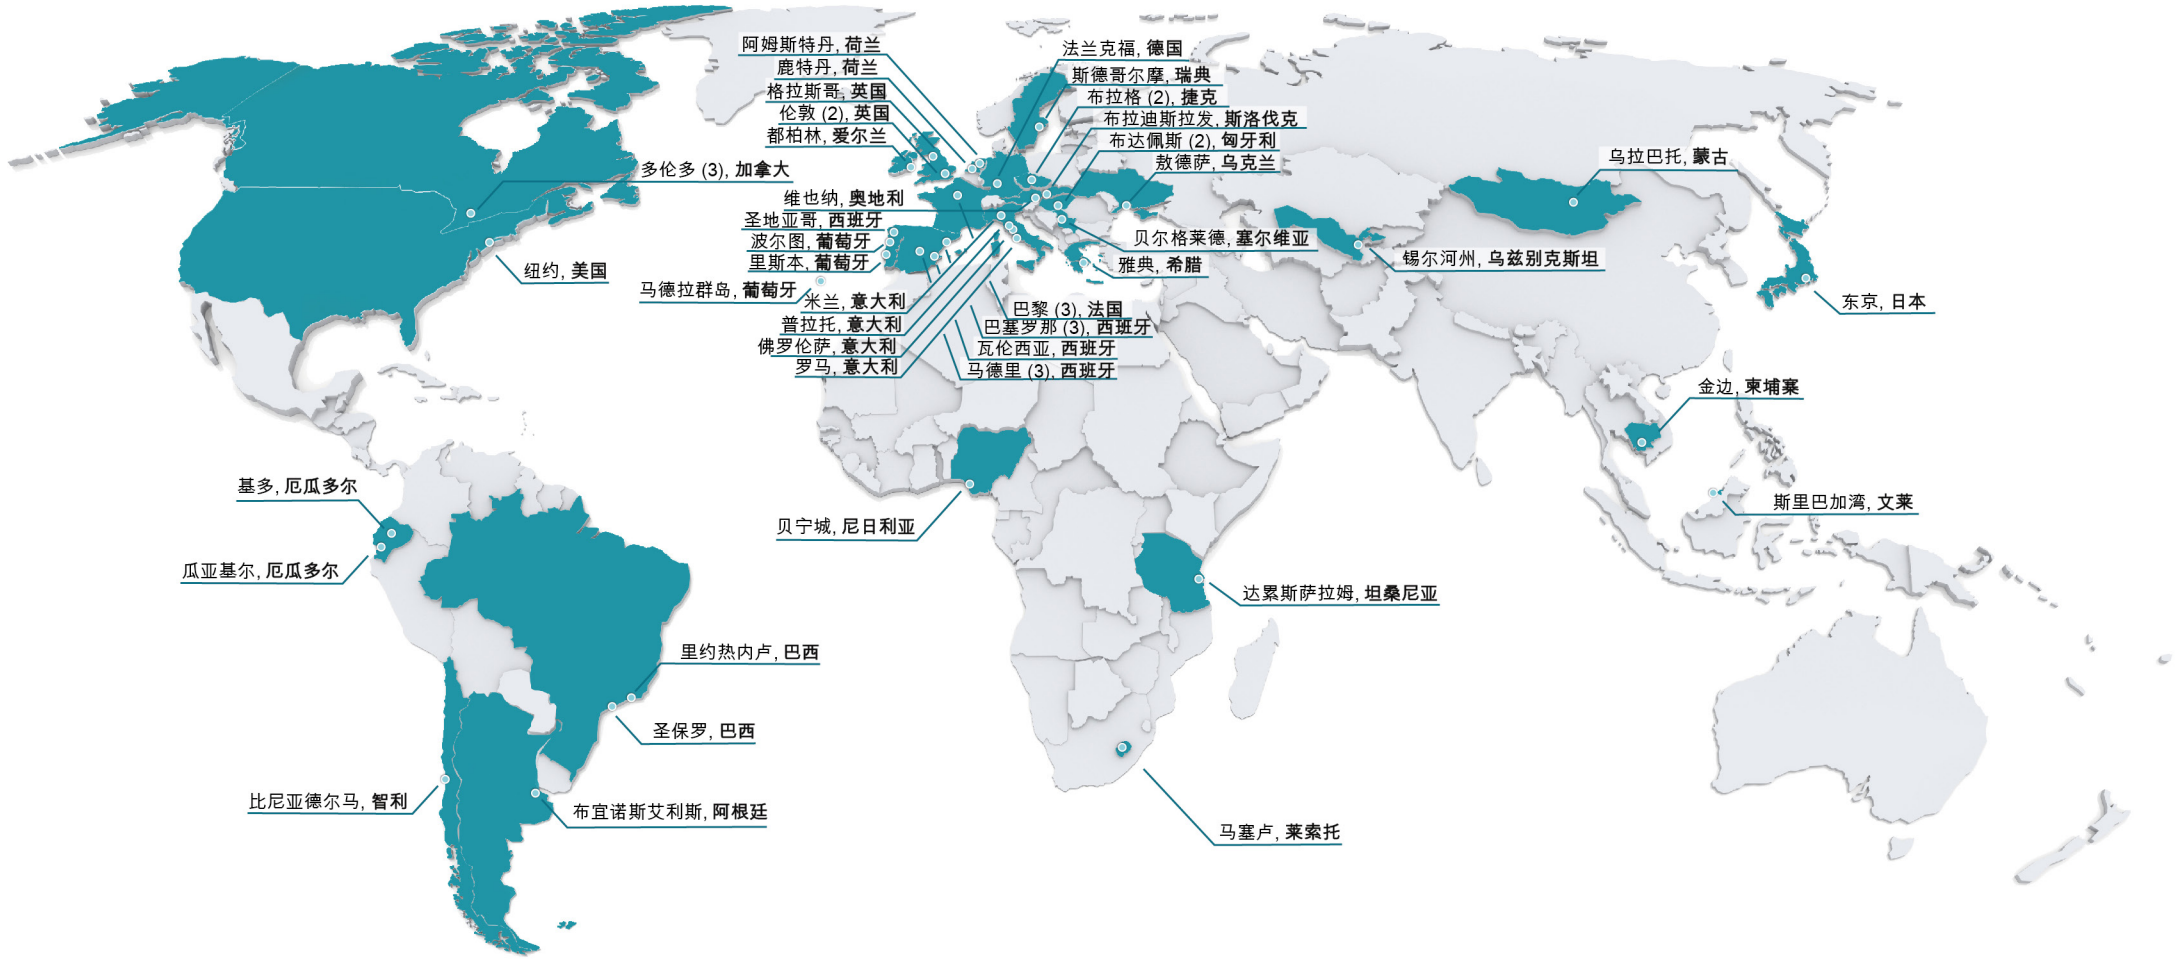 阿姆斯特丹, 荷兰
鹿特丹, 荷兰
格拉斯哥, 英国
伦敦 (2), 英国
都柏林, 爱尔兰
多伦多 (3), 加拿大
维也纳, 奥地利
圣地亚哥, 西班牙
波尔图, 葡萄牙
里斯本, 葡萄牙
纽约, 美国
马德拉群岛, 葡萄牙
米兰, 意大利
普拉托, 意大利
佛罗伦萨, 意大利
罗马, 意大利
法兰克福, 德国
斯德哥尔摩, 瑞典
布拉格 (2), 捷克
布拉迪斯拉发, 斯洛伐克
布达佩斯 (2), 匈牙利
敖德萨, 乌克兰
贝尔格莱德, 塞尔维亚
雅典, 希腊
巴黎 (3), 法国
巴塞罗那 (3), 西班牙
瓦伦西亚, 西班牙
马德里 (3), 西班牙
乌拉巴托, 蒙古
锡尔河州, 乌兹别克斯坦
东京, 日本
金边, 柬埔寨
斯里巴加湾, 文莱
基多, 厄瓜多尔
瓜亚基尔, 厄瓜多尔
贝宁城, 尼日利亚
达累斯萨拉姆, 坦桑尼亚
里约热内卢, 巴西
圣保罗, 巴西
比尼亚德尔马, 智利
布宜诺斯艾利斯, 阿根廷
马塞卢, 莱索托